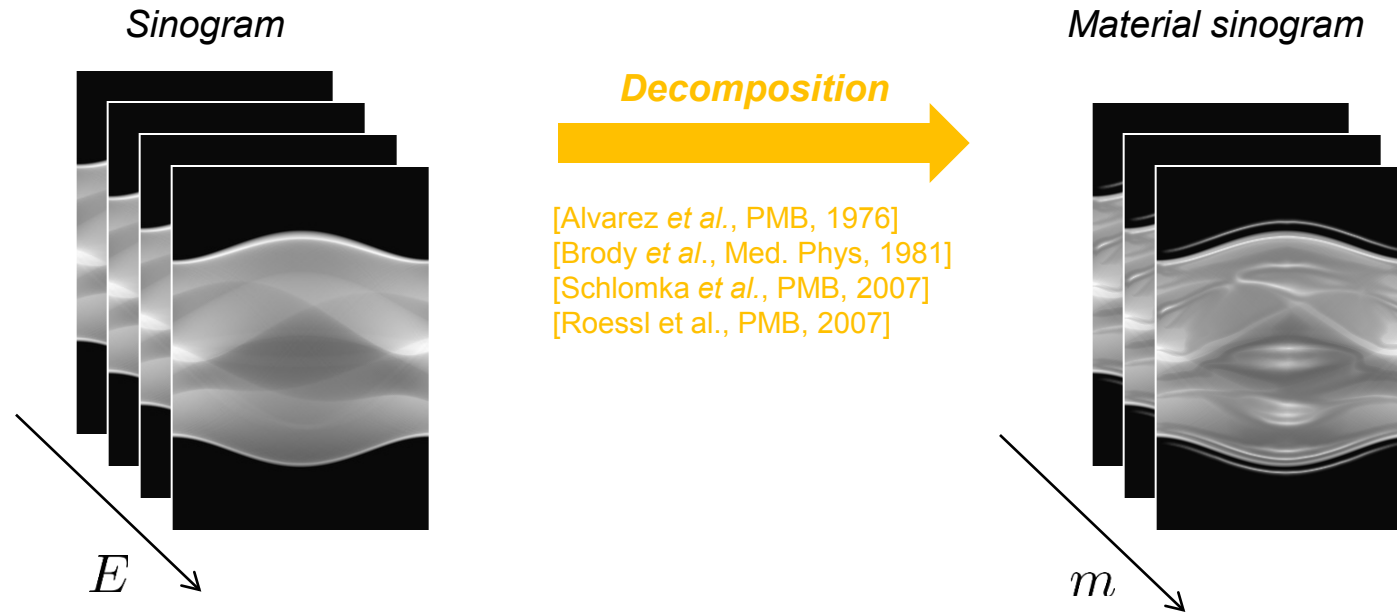 Sinogram
Material sinogram
Decomposition
[Alvarez et al., PMB, 1976]
[Brody et al., Med. Phys, 1981]
[Schlomka et al., PMB, 2007]
[Roessl et al., PMB, 2007]
E
m